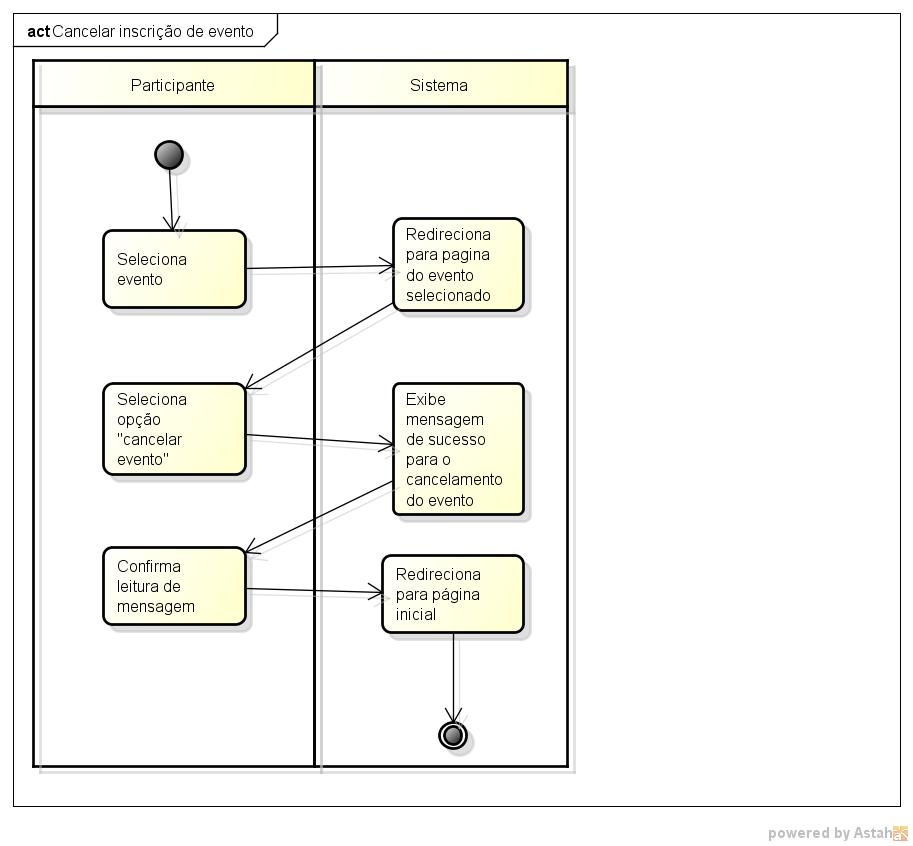 act Cancelar inscrição de evento
Participante
Sistema
Seleciona
evento
Redireciona
para pagina
do evento
selecionado
Seleciona
opção
"cancelar
evento"
Exibe
mensagem
de sucesso
para o
cancelamento
do evento
Confirma
leitura de
mensagem
Redireciona
para página
inicial
powered by Astah